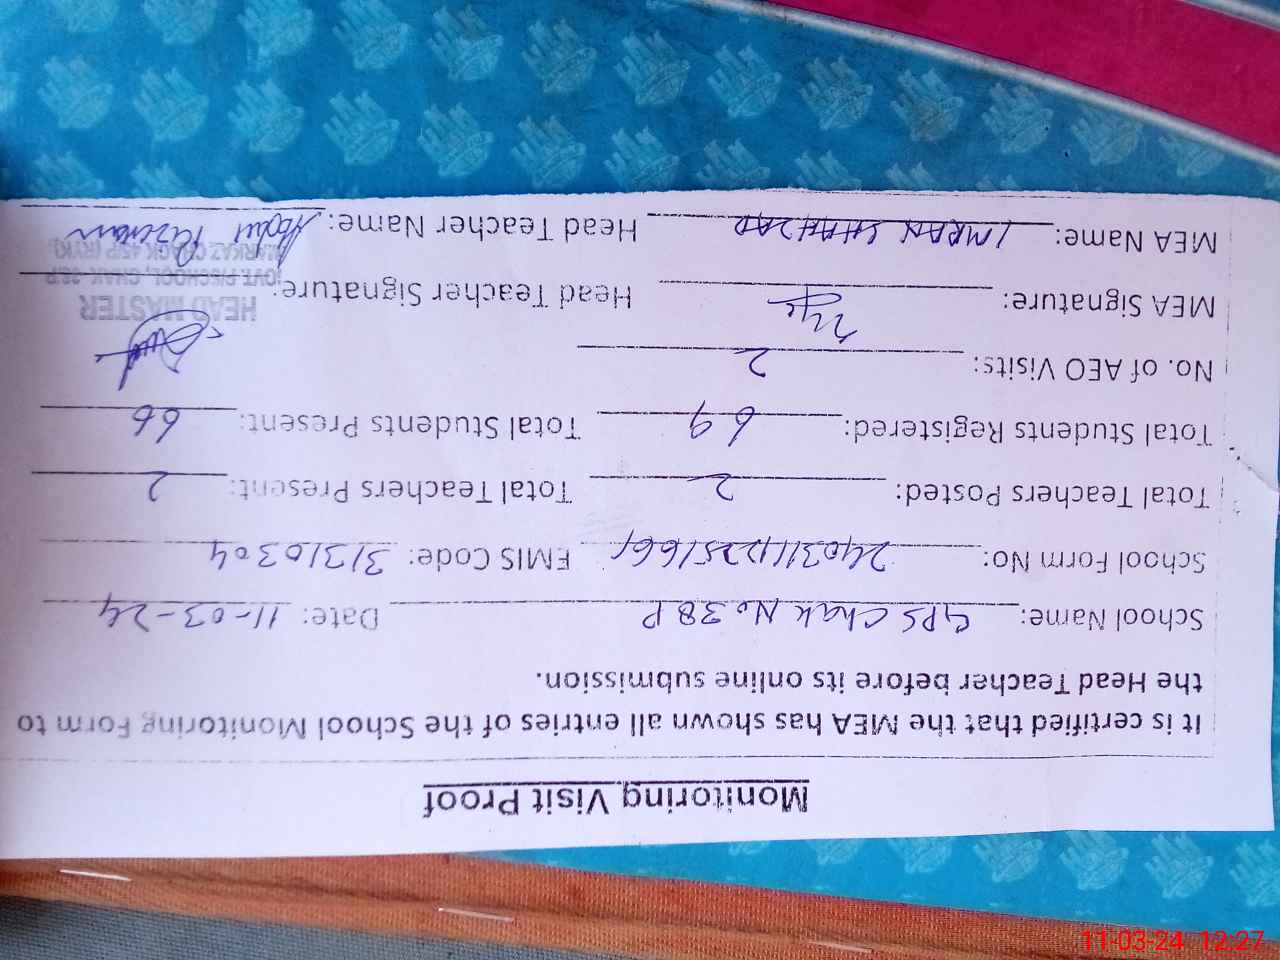 Monitoring Visit Proof
It is certified that the MEA has shown all entries of the School Monitoring Form to
the Head Teacher before its online submission.
School Name: GPS Chak No 38 P Date: 11-03-24
School Form No: EMIS Code: 31310304
Total Teachers Posted: 2 Total Teachers Present: 2
Total Students Registered: 69 Total Students Present: 66
No. of AEO Visits: 2
MEA Signature: Head Teacher Signature:
HEAD MASTER
MEA Name: IMRAN SHAHZAD Head Teacher Name: Abdul Rehman
11-03-24 12:27